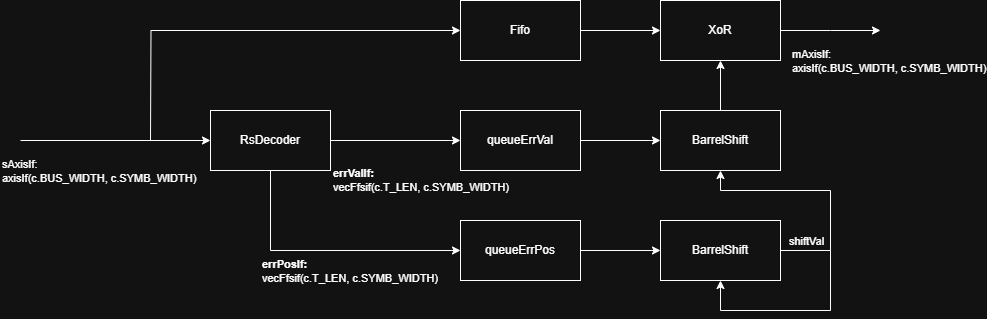 Fifo
XoR
mAxisIf:
axisIf(c.BUS_WIDTH, c.SYMB_WIDTH)
RsDecoder
queueErrVal
BarrelShift
sAxisIf:
axisIf(c.BUS_WIDTH, c.SYMB_WIDTH)
errValIf:
vecFfsif(c.T_LEN, c.SYMB_WIDTH)
queueErrPos
BarrelShift
shiftVal
errPosIf:
vecFfsif(c.T_LEN, c.SYMB_WIDTH)